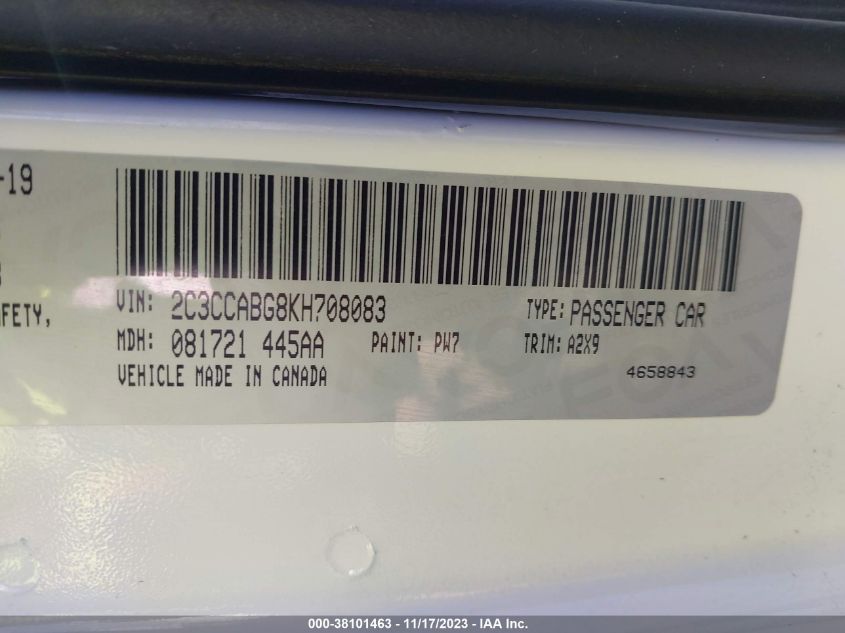 -19
FETY,
VIN: 2C3CCABG8KH708083
TYPE: PASSENGER CAR
MDH: 081721 445AA
PAINT: PW7
TRIM: A2X9
VEHICLE MADE IN CANADA
4658843
000-38101463 - 11/17/2023 - IAA Inc.